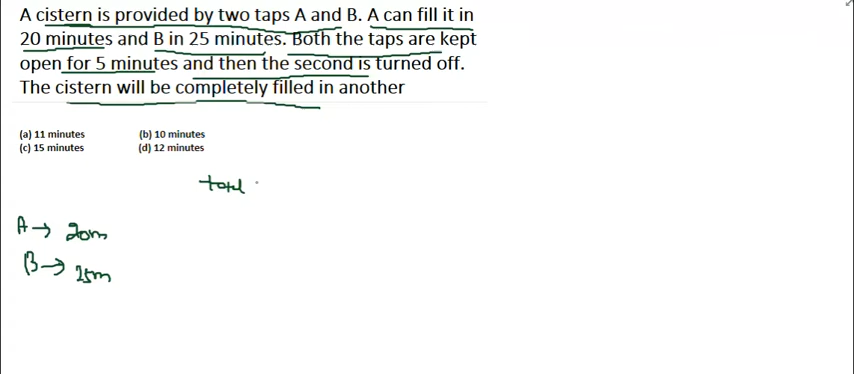 A cistern is provided by two taps A and B. A can fill it in
20 minutes and B in 25 minutes. Both the taps are kept
open for 5 minutes and then the second is turned off.
The cistern will be completely filled in another
(a) 11 minutes (b) 10 minutes
(c) 15 minutes (d) 12 minutes
total
A → 20m
B → 25m